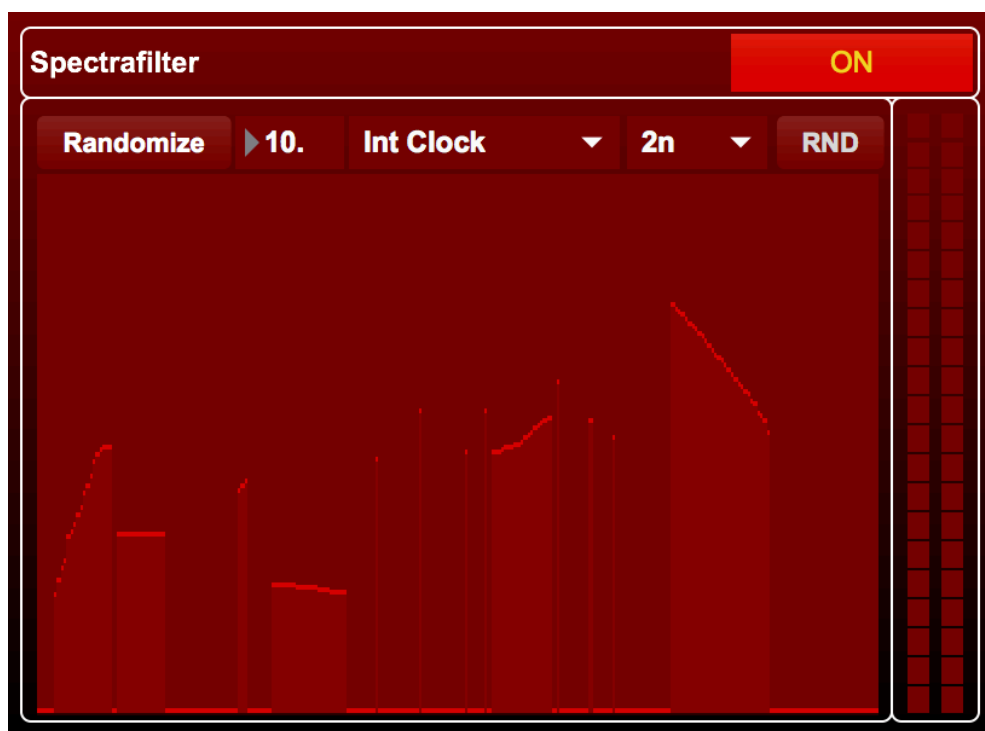 Spectrafilter ON
Randomize 10. Int Clock 2n RND